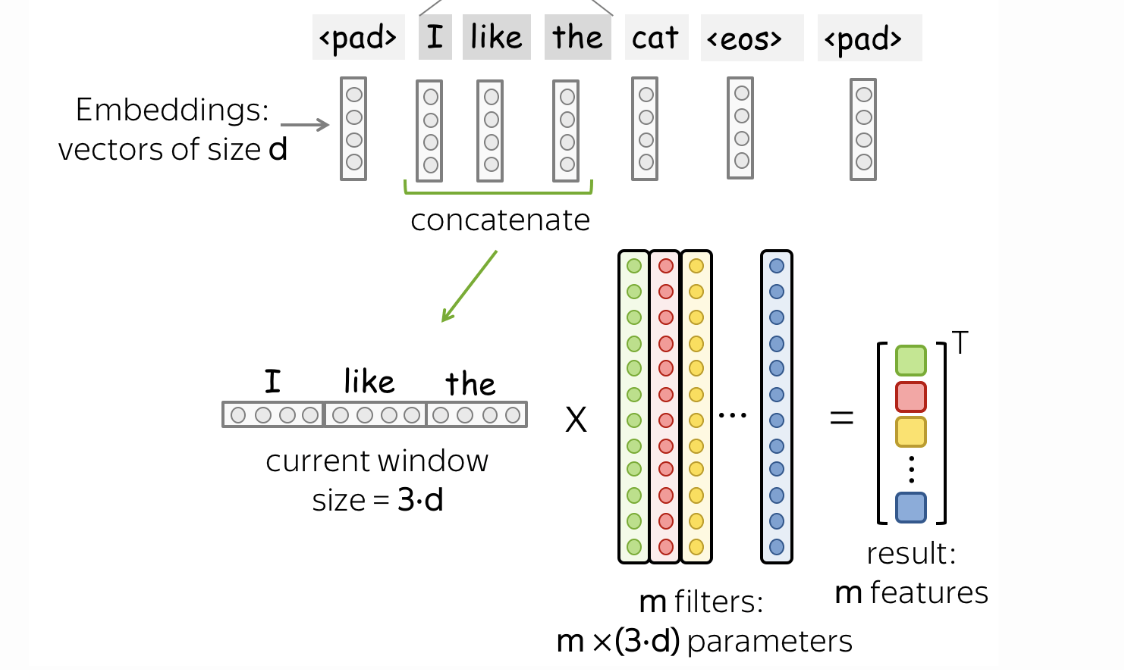 <pad> I like the cat <eos> <pad>
Embeddings:
vectors of size d
concatenate
I like the
current window
size = 3·d
X
...
=
T
result:
m features
m filters:
m ×(3·d) parameters